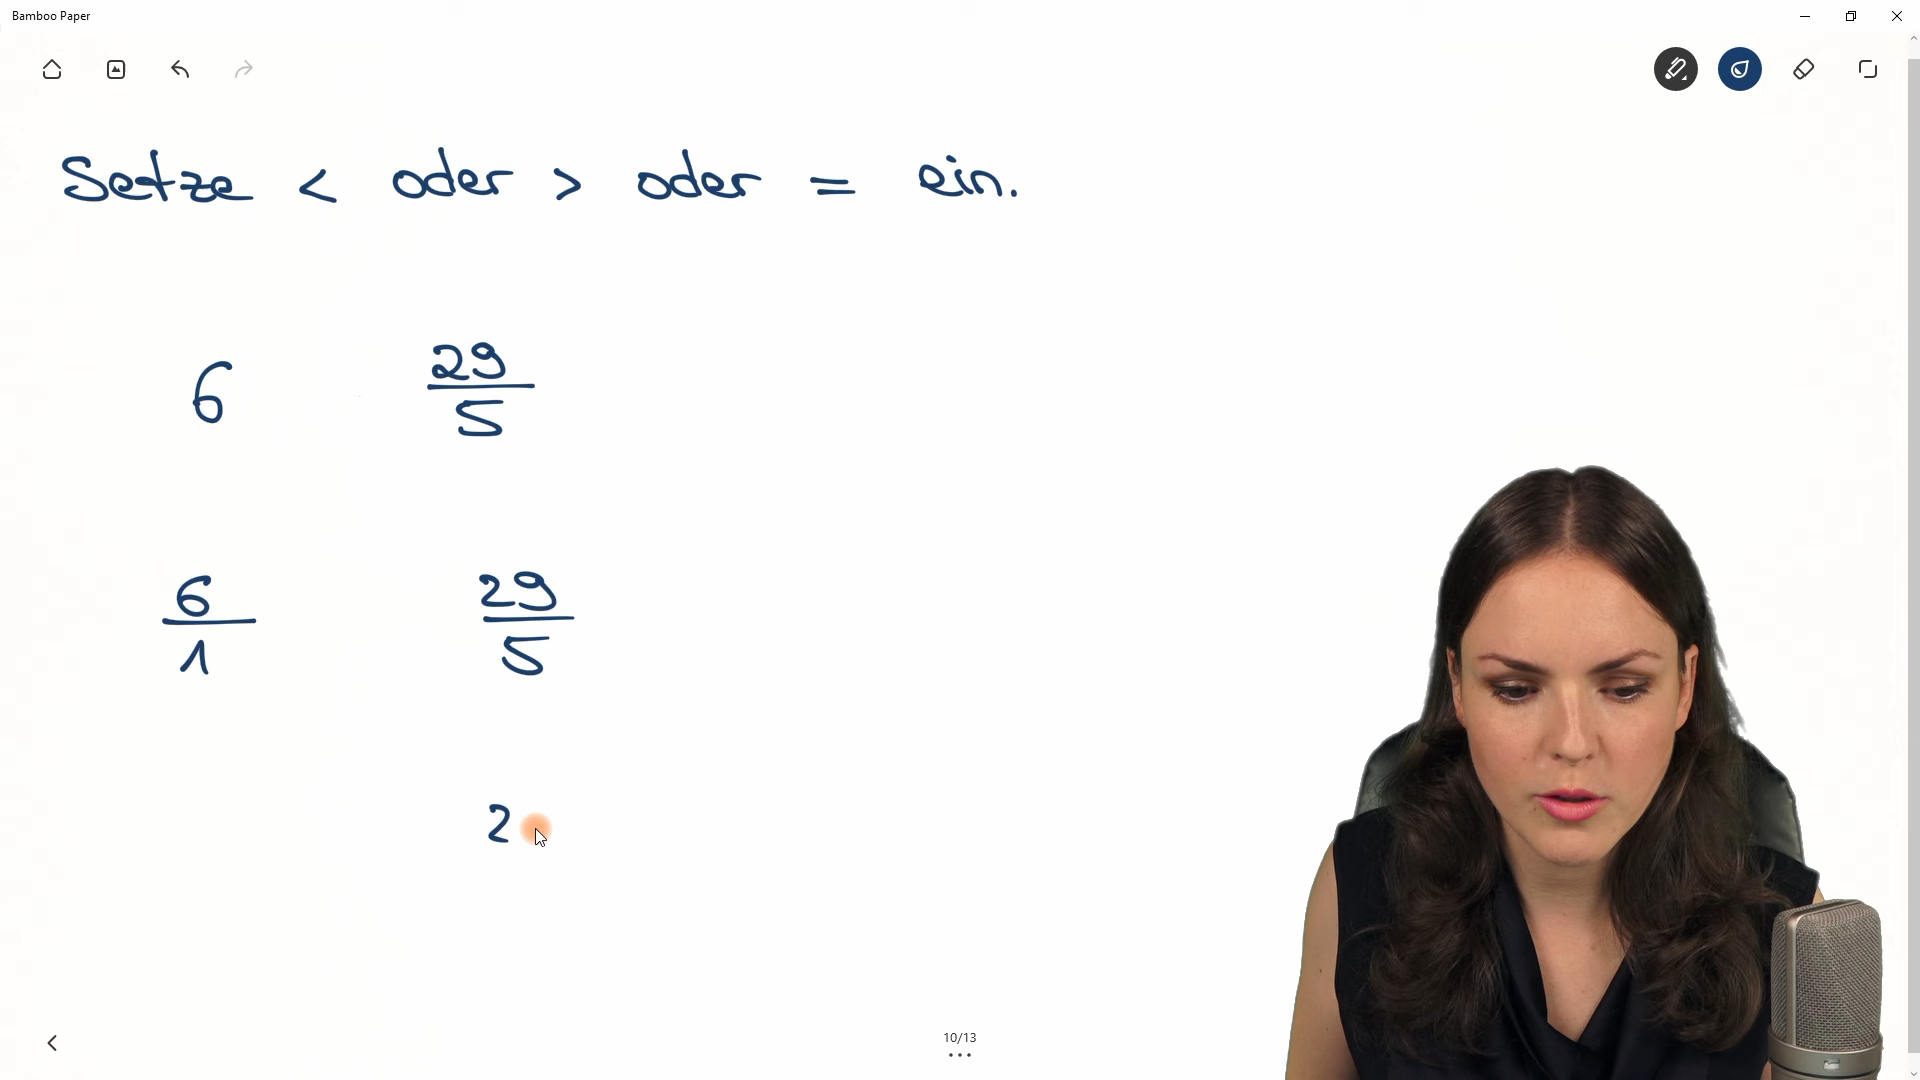 Bamboo Paper
Setze < oder > oder = ein.
6 29/5
6/1 29/5
2
10/13